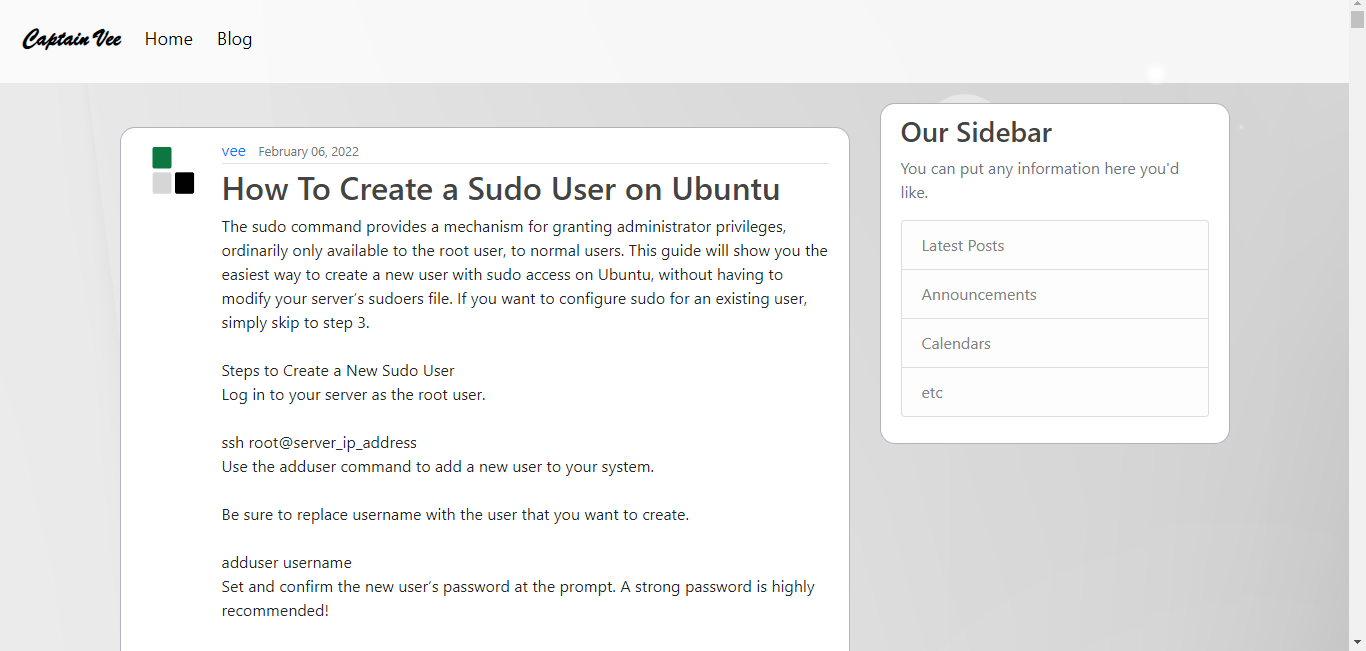 Captain Vee Home Blog
vee February 06, 2022
How To Create a Sudo User on Ubuntu
The sudo command provides a mechanism for granting administrator privileges,
ordinarily only available to the root user, to normal users. This guide will show you the
easiest way to create a new user with sudo access on Ubuntu, without having to
modify your server’s sudoers file. If you want to configure sudo for an existing user,
simply skip to step 3.
Steps to Create a New Sudo User
Log in to your server as the root user.
ssh root@server_ip_address
Use the adduser command to add a new user to your system.
Be sure to replace username with the user that you want to create.
adduser username
Set and confirm the new user’s password at the prompt. A strong password is highly
recommended!
Our Sidebar
You can put any information here you'd
like.
Latest Posts
Announcements
Calendars
etc